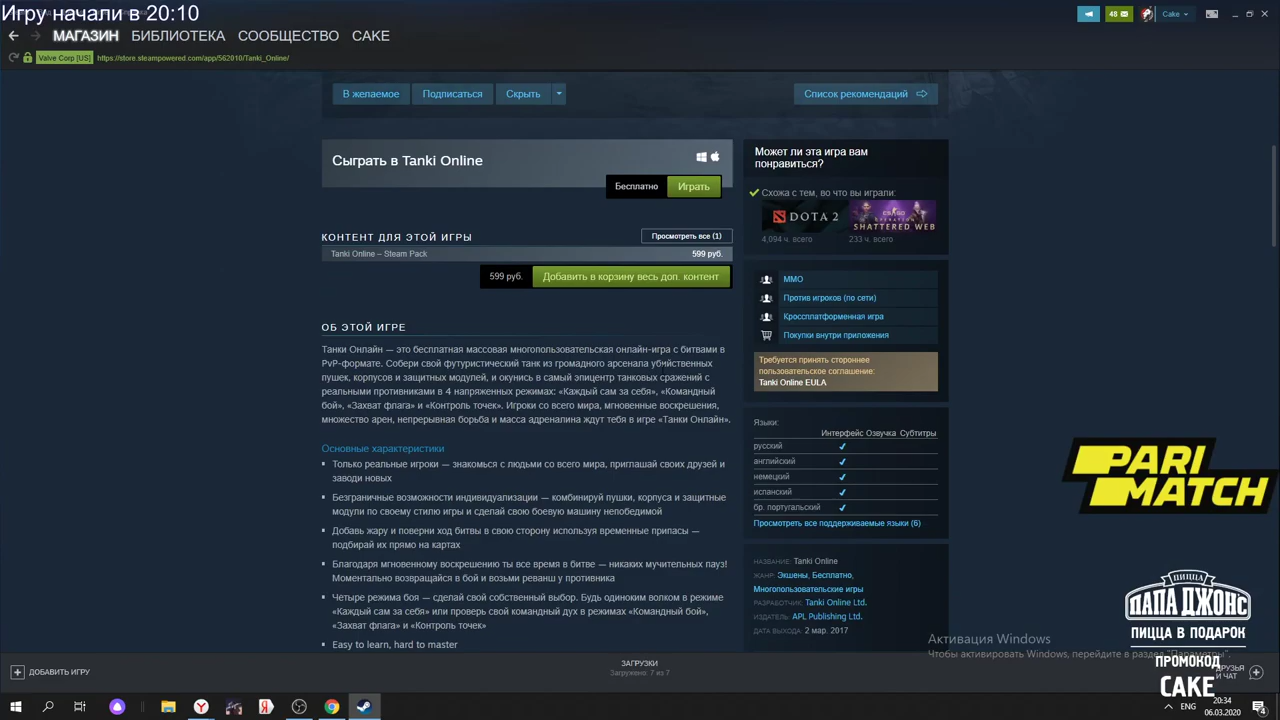 Игру начали в 20:10
48
Cake
МАГАЗИН БИБЛИОТЕКА СООБЩЕСТВО CAKE
Valve Corp [US] https://store.steampowered.com/app/562010/Tanki_Online/
В желаемое Подписаться Скрыть Список рекомендаций
Сыграть в Tanki Online
Бесплатно Играть
КОНТЕНТ ДЛЯ ЭТОЙ ИГРЫ
Просмотреть все (1)
Tanki Online – Steam Pack 599 руб.
599 руб. Добавить в корзину весь доп. контент
ОБ ЭТОЙ ИГРЕ
Танки Онлайн — это бесплатная массовая многопользовательская онлайн-игра с битвами в
PvP-формате. Собери свой футуристический танк из громадного арсенала убийственных
пушек, корпусов и защитных модулей, и окунись в самый эпицентр танковых сражений с
реальными противниками в 4 напряженных режимах: «Каждый сам за себя», «Командный
бой», «Захват флага» и «Контроль точек». Игроки со всего мира, мгновенные воскрешения,
множество арен, непрерывная борьба и масса адреналина ждут тебя в игре «Танки Онлайн».
Основные характеристики
Только реальные игроки — знакомься с людьми со всего мира, приглашай своих друзей и
заводи новых
Безграничные возможности индивидуализации — комбинируй пушки, корпуса и защитные
модули по своему стилю игры и сделай свою боевую машину непобедимой
Добавь жару и поверни ход битвы в свою сторону используя временные припасы —
подбирай их прямо на картах
Благодаря мгновенному воскрешению ты все время в битве — никаких мучительных пауз!
Моментально возвращайся в бой и возьми реванш у противника
Четыре режима боя — сделай свой собственный выбор. Будь одиноким волком в режиме
«Каждый сам за себя» или проверь свой командный дух в режимах «Командный бой»,
«Захват флага» и «Контроль точек»
Easy to learn, hard to master
Может ли эта игра вам
понравиться?
Схожа с тем, во что вы играли:
DOTA 2
CS:GO OPERATION
SHATTERED WEB
4,094 ч. всего 233 ч. всего
ММО
Против игроков (по сети)
Кроссплатформенная игра
Покупки внутри приложения
Требуется принять стороннее
пользовательское соглашение:
Tanki Online EULA
Языки:
Интерфейс Озвучка Субтитры
русский
английский
немецкий
испанский
бр. португальский
Просмотреть все поддерживаемые языки (6)
НАЗВАНИЕ: Tanki Online
ЖАНР: Экшены, Бесплатно,
Многопользовательские игры
РАЗРАБОТЧИК: Tanki Online Ltd.
ИЗДАТЕЛЬ: APL Publishing Ltd.
ДАТА ВЫХОДА: 2 мар. 2017
PARI
MATCH
ПИЦЦА
ПАПА ДЖОНС
ПИЦЦА В ПОДАРОК
ПРОМОКОД
CAKE
Активация Windows
Чтобы активировать Windows, перейдите в раздел "Параметры".
ДОБАВИТЬ ИГРУ
ЗАГРУЗКИ
Загружено: 7 из 7
ДРУЗЬЯ
И ЧАТ
ENG
20:34
06.03.2020
4